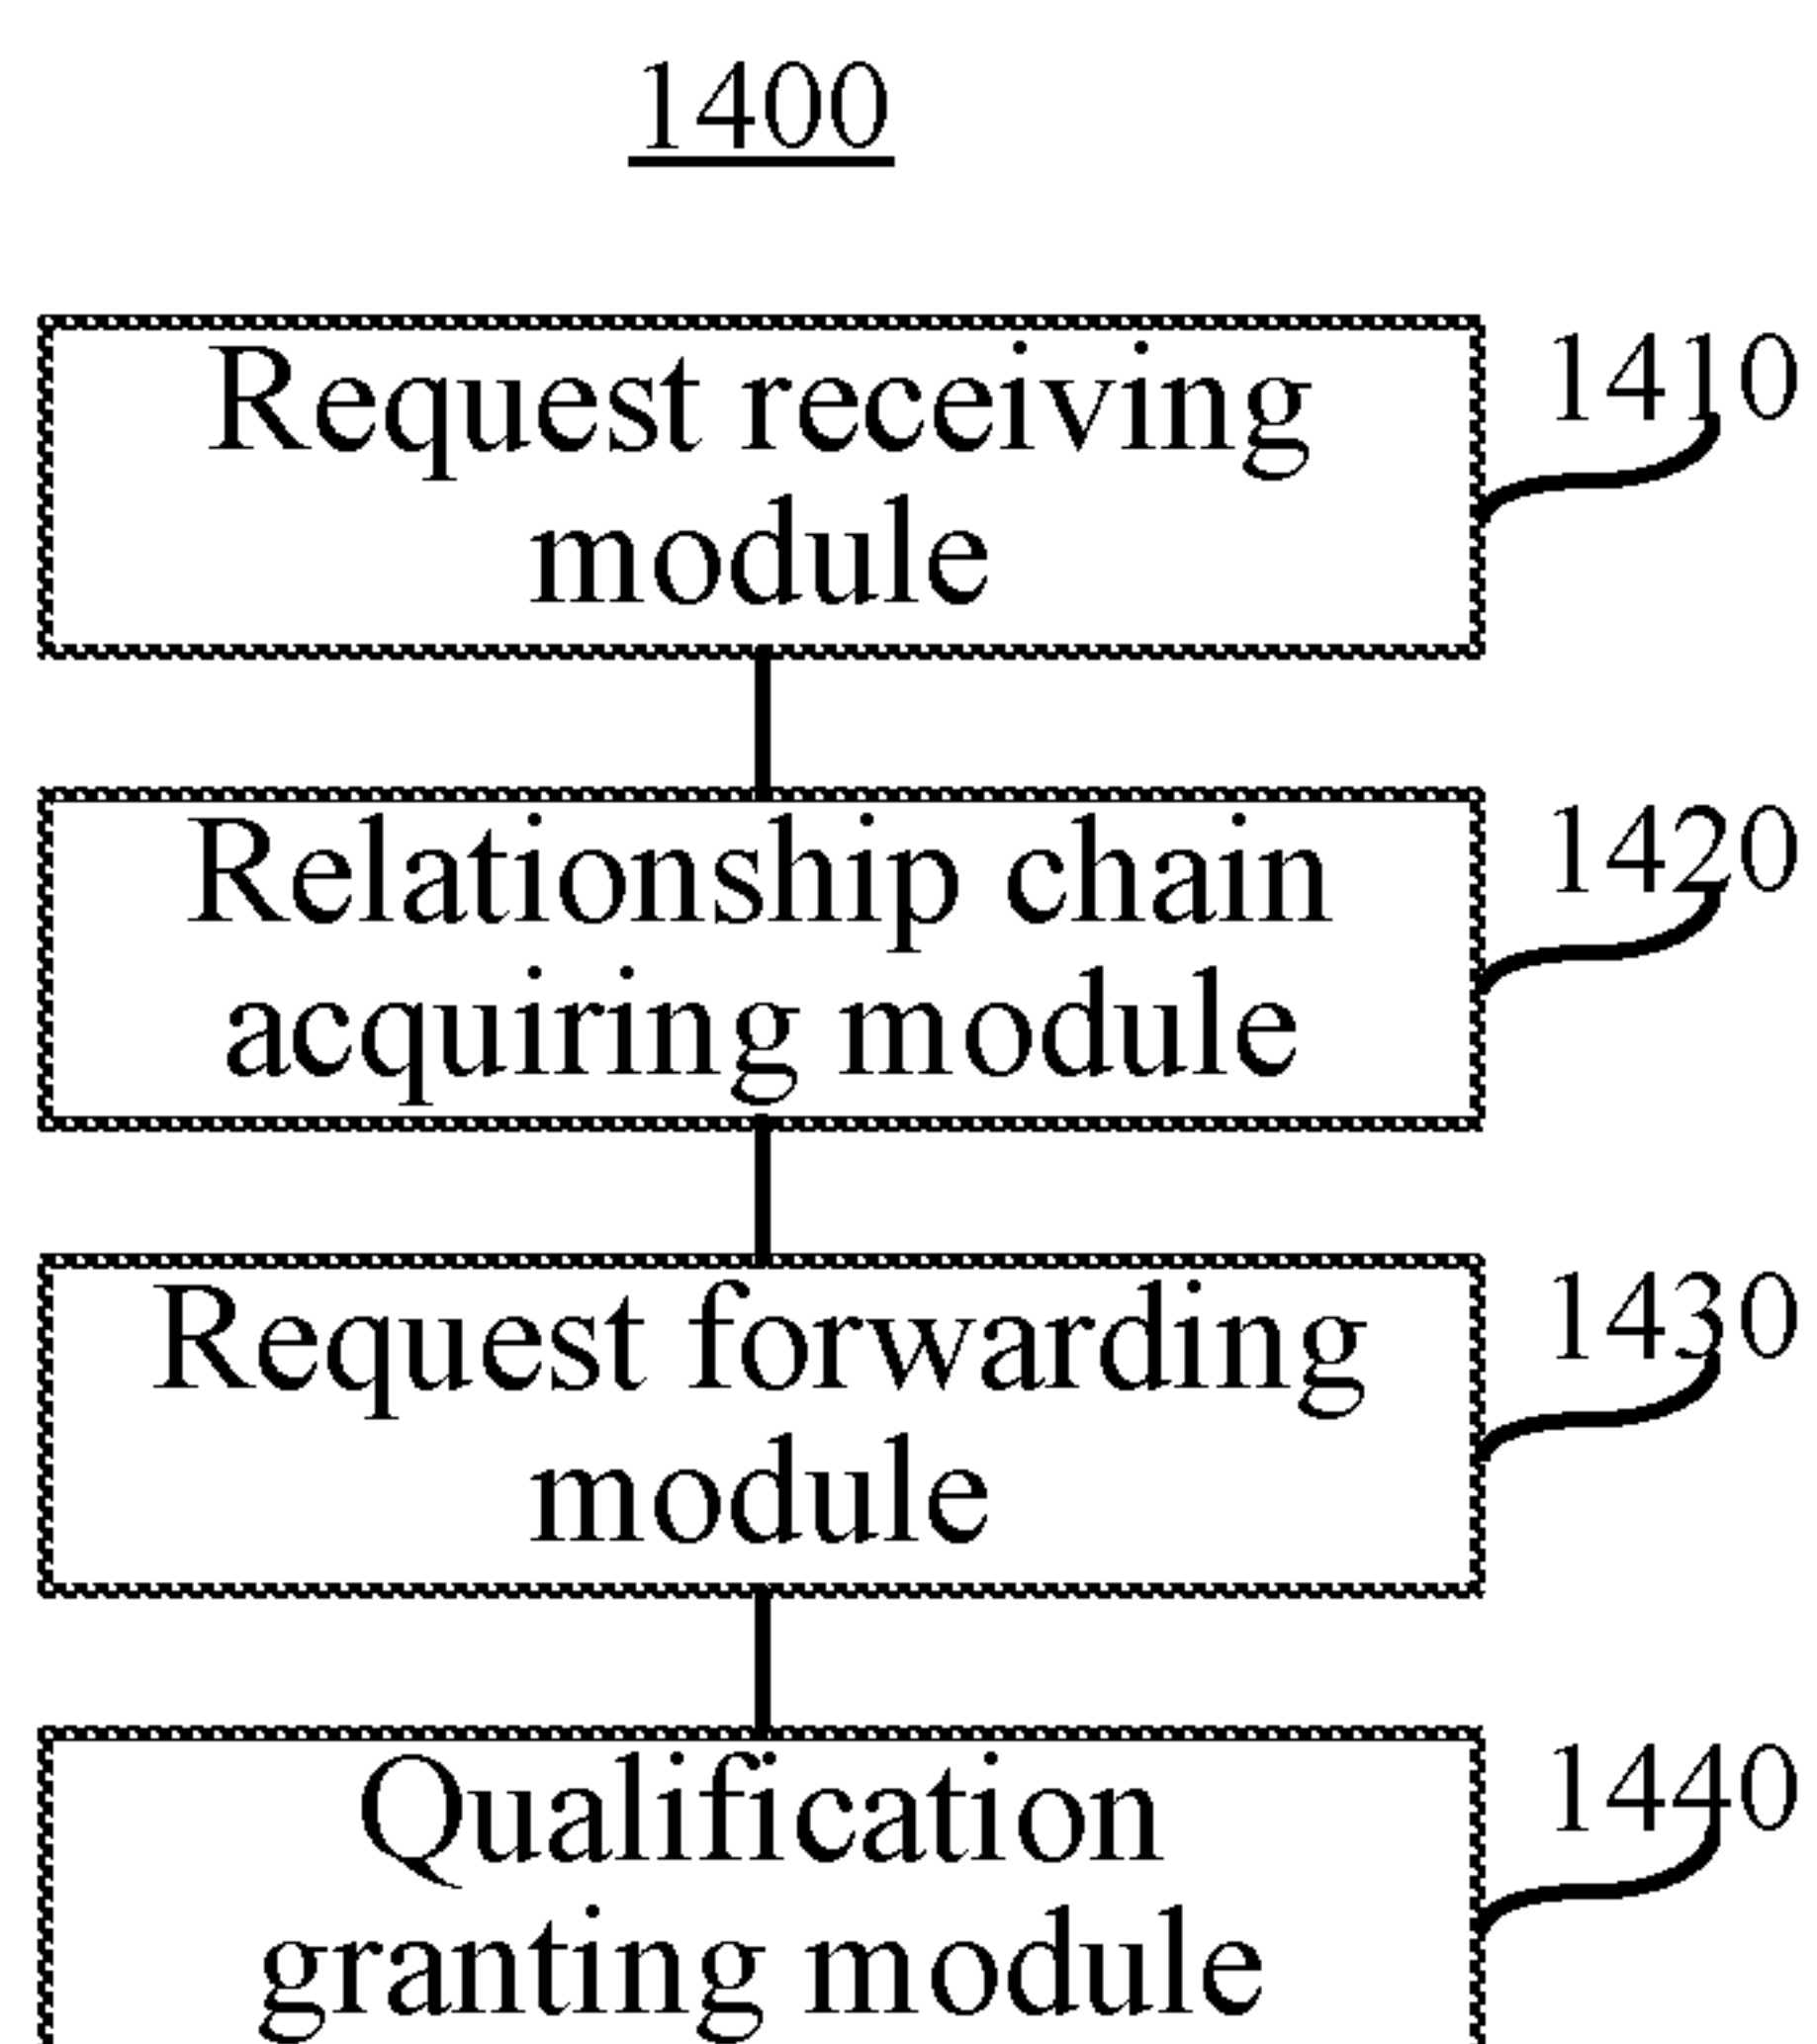 1400
Request receiving
module
1410
Relationship chain
acquiring module
1420
Request forwarding
module
1430
Qualification
granting module
1440